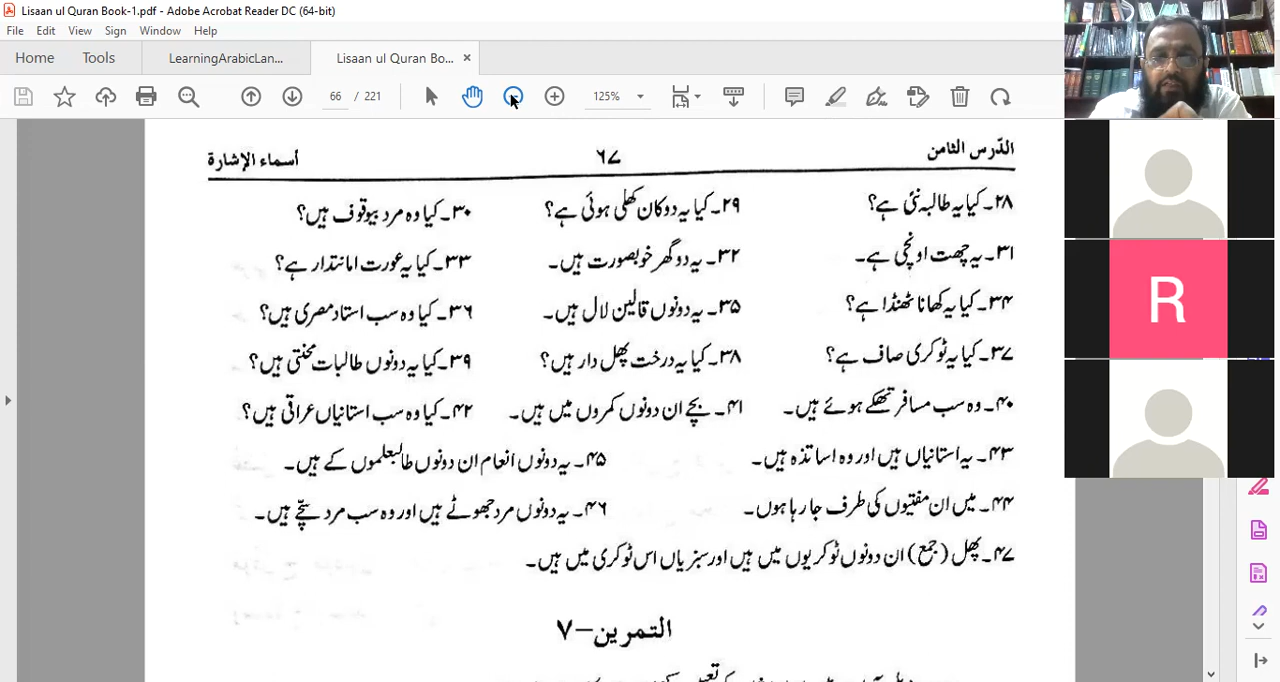 Lisaan ul Quran Book-1.pdf - Adobe Acrobat Reader DC (64-bit)
File Edit View Sign Window Help
Home Tools LearningArabicLan... Lisaan ul Quran Bo... ×
66 / 221 125%
الدّرس الثامن ٦٧ أسماء الإشارة
۲۸۔ کیا یہ طالبہ نئی ہے؟ ۲۹۔ کیا یہ دوکان کھلی ہوئی ہے؟ ۳۰۔ کیا وہ مرد بیوقوف ہیں؟
۳۱۔ یہ چھت اونچی ہے۔ ۳۲۔ یہ دو گھر خوبصورت ہیں۔ ۳۳۔ کیا یہ عورت امانتدار ہے؟
۳۴۔ کیا یہ کھانا ٹھنڈا ہے؟ ۳۵۔ یہ دونوں قالین لال ہیں۔ ۳۶۔ کیا وہ سب استاد مصری ہیں؟
۳۷۔ کیا یہ ٹوکری صاف ہے؟ ۳۸۔ کیا یہ درخت پھل دار ہیں؟ ۳۹۔ کیا یہ دونوں طالبات محنتی ہیں؟
۴۰۔ وہ سب مسافر تھکے ہوئے ہیں۔ ۴۱۔ بچے ان دونوں کمروں میں ہیں۔ ۴۲۔ کیا وہ سب استانیاں عراقی ہیں؟
۴۳۔ یہ استانیاں ہیں اور وہ اساتذہ ہیں۔ ۴۵۔ یہ دونوں انعام ان دونوں طالبعلموں کے ہیں۔
۴۴۔ میں ان مفتیوں کی طرف جا رہا ہوں۔ ۴۶۔ یہ دونوں مرد جھوٹے ہیں اور وہ سب مرد سچّے ہیں۔
۴۷۔ پھل (جمع) ان دونوں ٹوکریوں میں ہیں اور سبزیاں اس ٹوکری میں ہیں۔
التمرين–٧
R